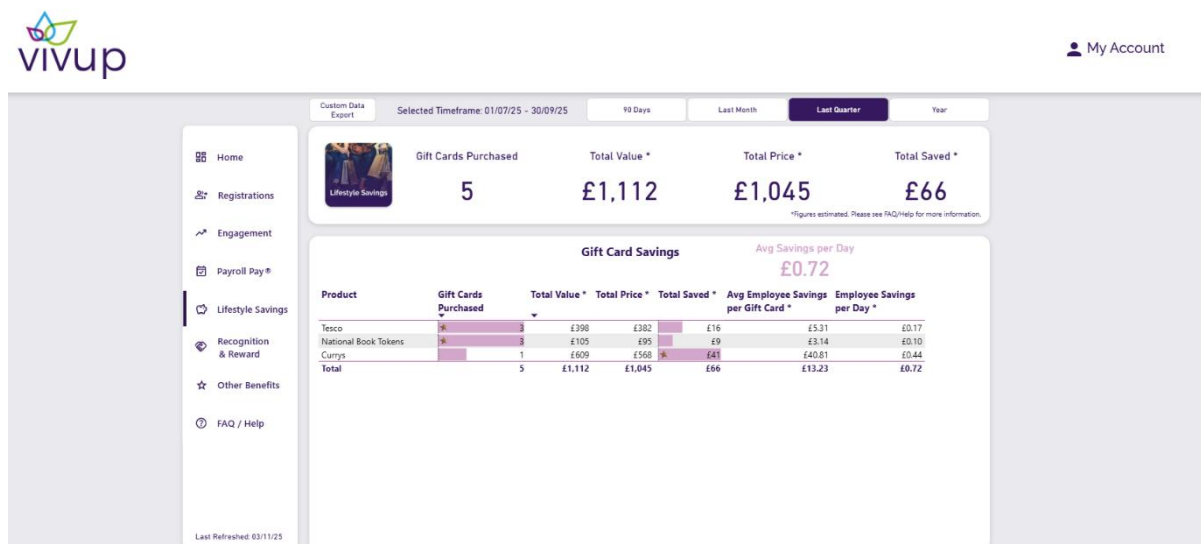 vivup
My Account
Custom Data
Export
Selected Timeframe: 01/07/25 - 30/09/25
90 Days
Last Month
Last Quarter
Year
Home
Registrations
Engagement
Payroll Pay®
Lifestyle Savings
Recognition
& Reward
Other Benefits
FAQ / Help
Last Refreshed: 03/11/25
Lifestyle Savings
Gift Cards Purchased
5
Total Value *
£1,112
Total Price *
£1,045
Total Saved *
£66
*Figures estimated. Please see FAQ/Help for more information.
Gift Card Savings
Avg Savings per Day
£0.72
Product Gift Cards Purchased Total Value * Total Price * Total Saved * Avg Employee Savings per Gift Card * Employee Savings per Day *
Tesco 3 £398 £382 £16 £5.31 £0.17
National Book Tokens 3 £105 £95 £9 £3.14 £0.10
Currys 1 £609 £568 £41 £40.81 £0.44
Total 5 £1,112 £1,045 £66 £13.23 £0.72